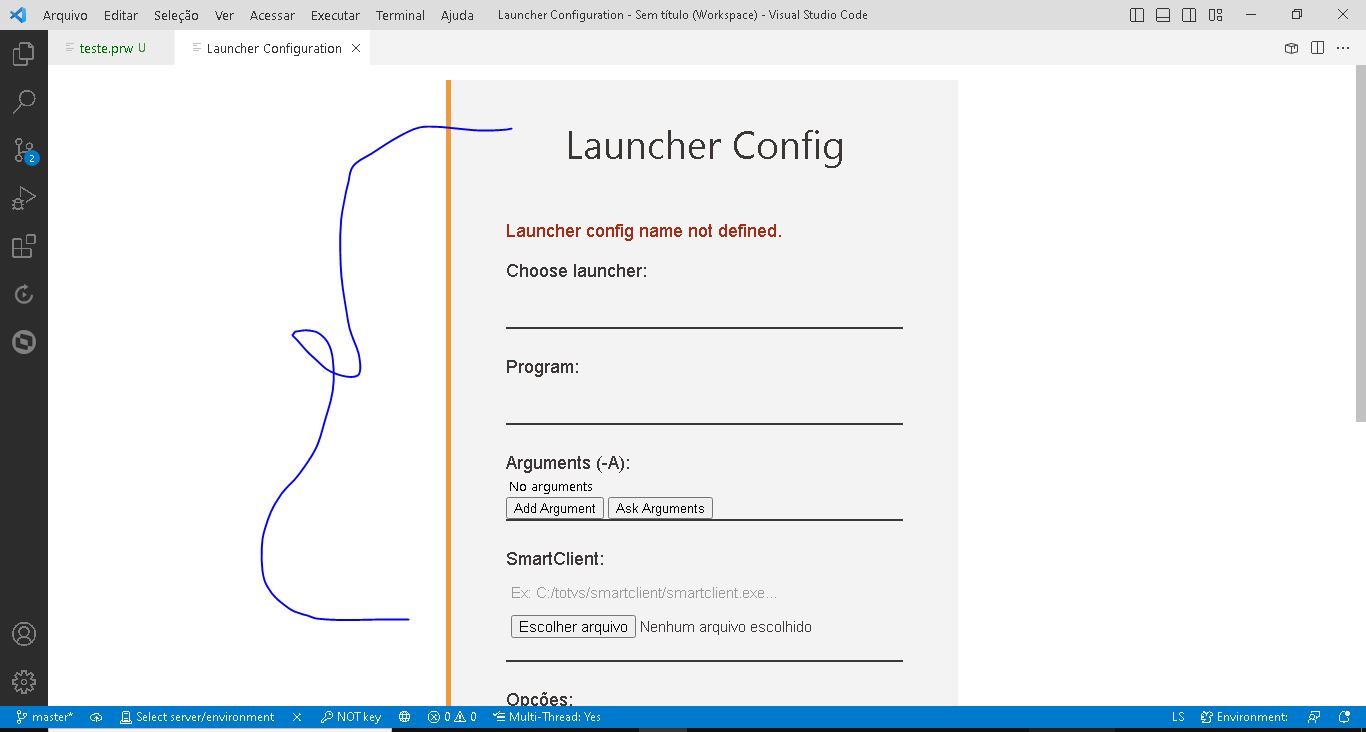 Arquivo Editar Seleção Ver Acessar Executar Terminal Ajuda Launcher Configuration - Sem título (Workspace) - Visual Studio Code
teste.prw U Launcher Configuration
Launcher Config
Launcher config name not defined.
Choose launcher:
2
Program:
Arguments (-A):
No arguments
Add Argument Ask Arguments
SmartClient:
Ex: C:/totvs/smartclient/smartclient.exe...
Escolher arquivo Nenhum arquivo escolhido
Opções:
master* Select server/environment NOT key 0 0 Multi-Thread: Yes LS Environment: